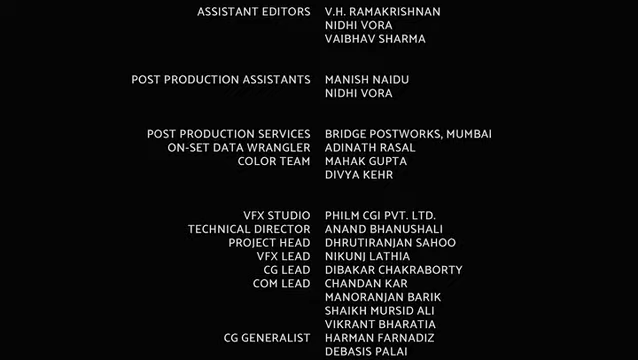 ASSISTANT EDITORS V.H. RAMAKRISHNAN
NIDHI VORA
VAIBHAV SHARMA
POST PRODUCTION ASSISTANTS MANISH NAIDU
NIDHI VORA
POST PRODUCTION SERVICES BRIDGE POSTWORKS, MUMBAI
ON-SET DATA WRANGLER ADINATH RASAL
COLOR TEAM MAHAK GUPTA
DIVYA KEHR
VFX STUDIO PHILM CGI PVT. LTD.
TECHNICAL DIRECTOR ANAND BHANUSHALI
PROJECT HEAD DHRUTIRANJAN SAHOO
VFX LEAD NIKUNJ LATHIA
CG LEAD DIBAKAR CHAKRABORTY
COM LEAD CHANDAN KAR
MANORANJAN BARIK
SHAIKH MURSID ALI
VIKRANT BHARATIA
CG GENERALIST HARMAN FARNADIZ
DEBASIS PALAI